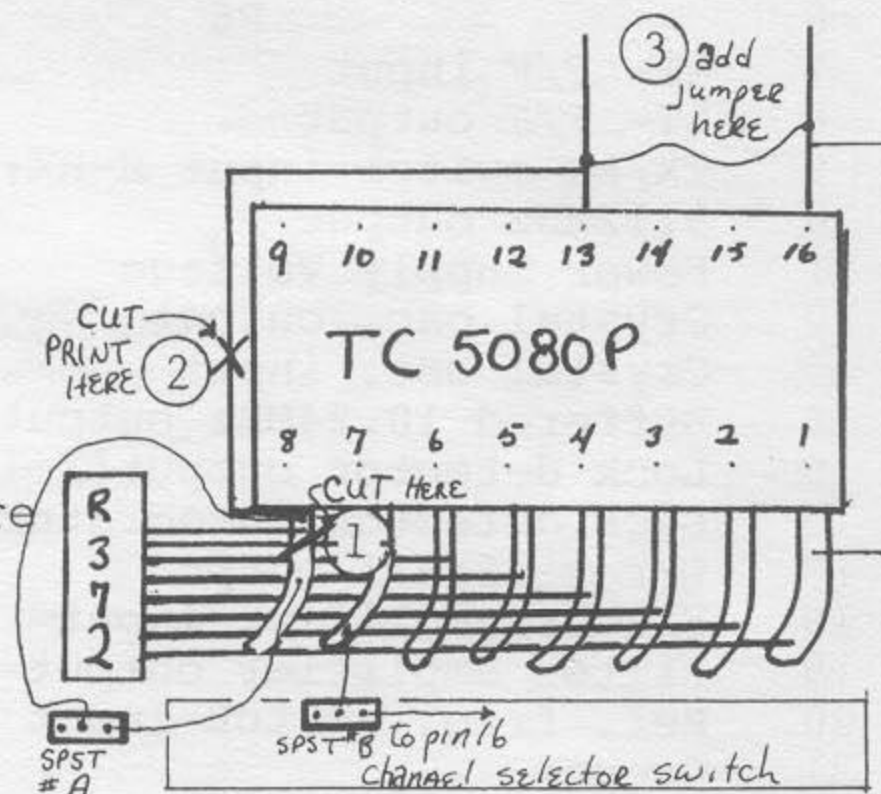 3 add
jumper
here
9 10 11 12 13 14 15 16
CUT
PRINT
HERE
2
TC 5080P
8 7 6 5 4 3 2 1
CUT HERE
1
e
R
3
7
2
SPST
# A
SPST #B
to pin 16
channel selector switch